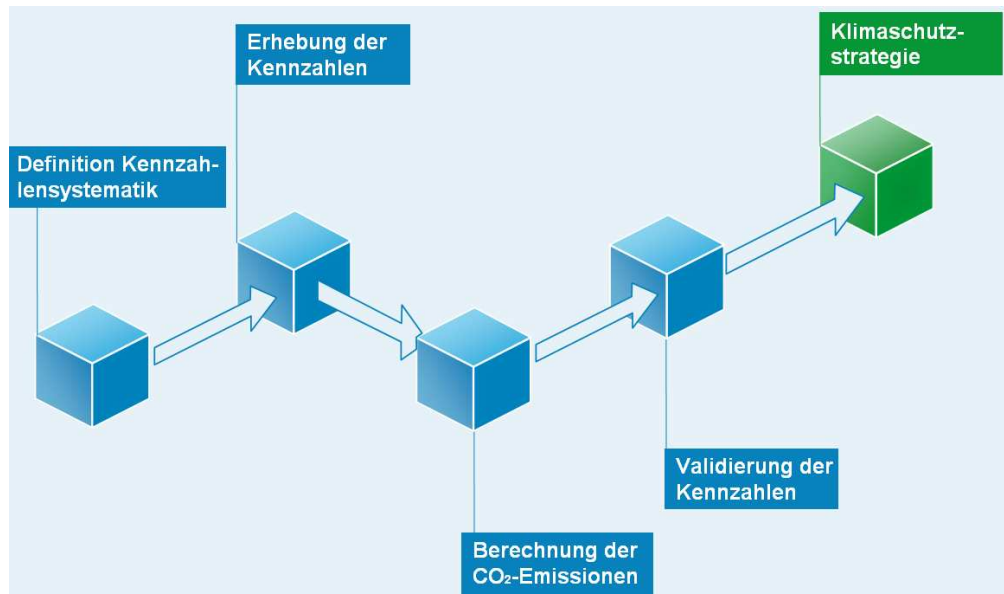 Definition Kennzah-
lensystematik
Erhebung der
Kennzahlen
Berechnung der
CO₂-Emissionen
Validierung der
Kennzahlen
Klimaschutz-
strategie